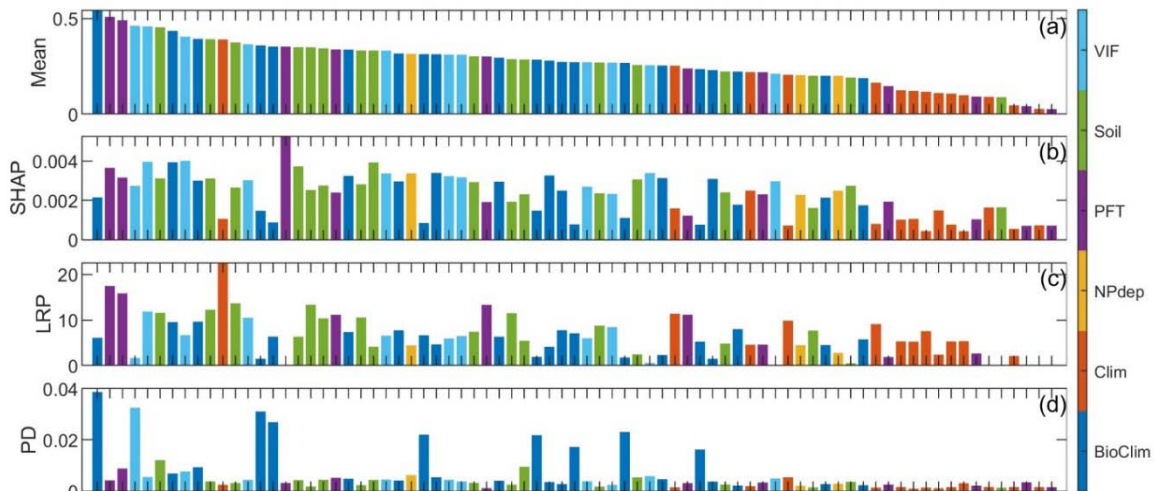 (a)
0.5
0
Mean
(b)
0.004
0.002
0
SHAP
(c)
20
10
0
LRP
(d)
0.04
0.02
0
PD
VIF
Soil
PFT
NPdep
Clim
BioClim